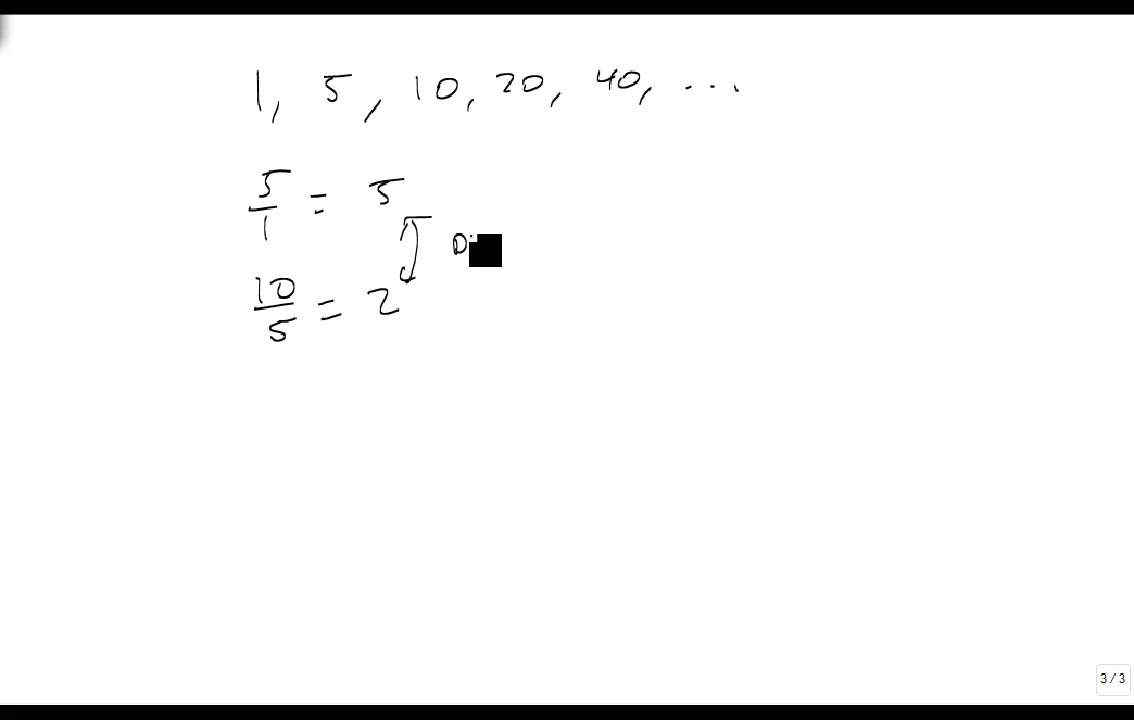 1, 5, 10, 20, 40, ...
5/1 = 5
10/5 = 2
3/3